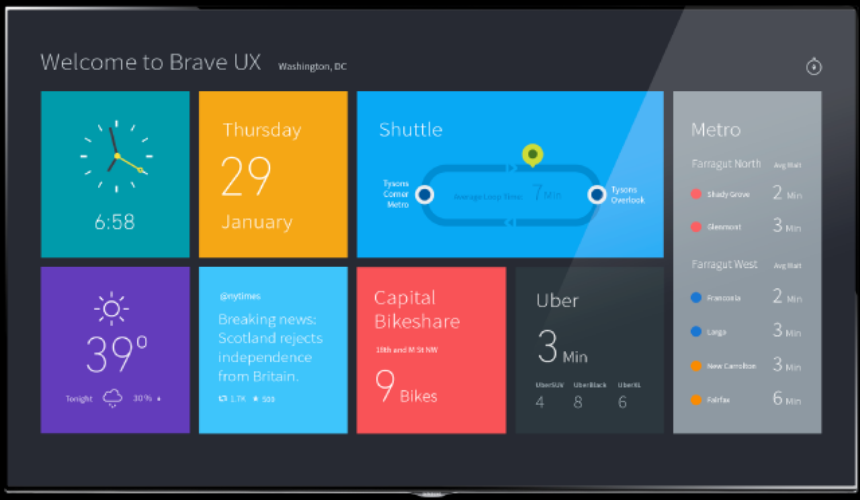 Welcome to Brave UX
Washington, DC
6:58
Thursday
29
January
Shuttle
Tysons
Corner
Metro
Average Loop Time:
7 Min
Tysons
Overlook
Metro
Farragut North
Avg Wait
Shady Grove
2 Min
Glenmont
3 Min
Farragut West
Avg Wait
Franconia
2 Min
Largo
3 Min
New Carrollton
3 Min
Fairfax
6 Min
39°
Tonight
30%
@nytimes
Breaking news:
Scotland rejects
independence
from Britain.
1.7K
503
Capital
Bikeshare
18th and M St NW
9 Bikes
Uber
3 Min
UberSUV
UberBlack
UberXL
4
8
6